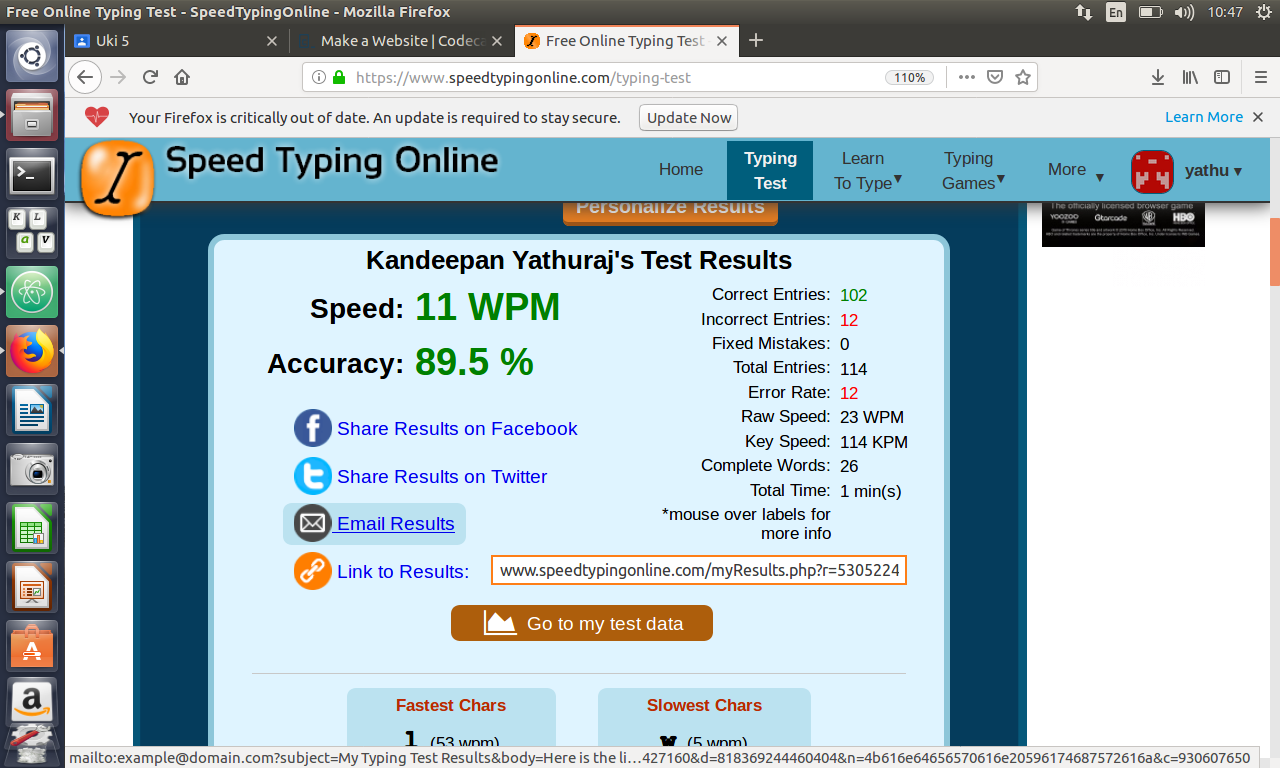 Free Online Typing Test - SpeedTypingOnline - Mozilla Firefox
En
10:47
Uki 5
Make a Website | Codeca
Free Online Typing Test
https://www.speedtypingonline.com/typing-test
110%
Your Firefox is critically out of date. An update is required to stay secure.
Update Now
Learn More
Speed Typing Online
Home
Typing
Test
Learn
To Type
Typing
Games
More
yathu
Personalize Results
The officially licensed browser game
YOOZOO
Gtarcade
HBO
Kandeepan Yathuraj's Test Results
Speed: 11 WPM
Accuracy: 89.5 %
Correct Entries: 102
Incorrect Entries: 12
Fixed Mistakes: 0
Total Entries: 114
Error Rate: 12
Raw Speed: 23 WPM
Key Speed: 114 KPM
Complete Words: 26
Total Time: 1 min(s)
*mouse over labels for
more info
Share Results on Facebook
Share Results on Twitter
Email Results
Link to Results: www.speedtypingonline.com/myResults.php?r=5305224
Go to my test data
Fastest Chars
Slowest Chars
(53 wpm)
(5 wpm)
mailto:example@domain.com?subject=My Typing Test Results&body=Here is the li…427160&d=818369244460404&n=4b616e64656570616e20596174687572616a&c=930607650